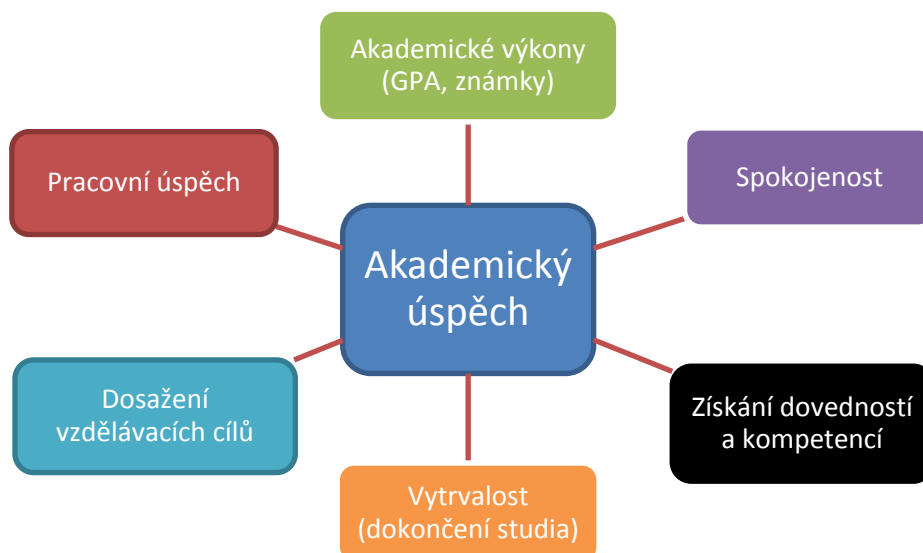 Akademické výkony
(GPA, známky)
Pracovní úspěch
Spokojenost
Akademický
úspěch
Dosažení
vzdělávacích cílů
Získání dovedností
a kompetencí
Vytrvalost
(dokončení studia)